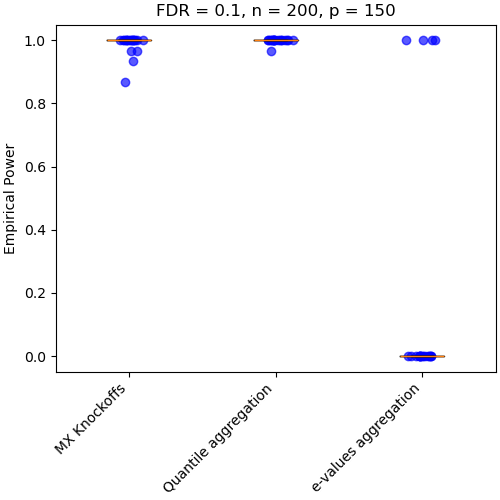 FDR = 0.1, n = 200, p = 150
Empirical Power
1.0
0.8
0.6
0.4
0.2
0.0
MX Knockoffs
Quantile aggregation
e-values aggregation